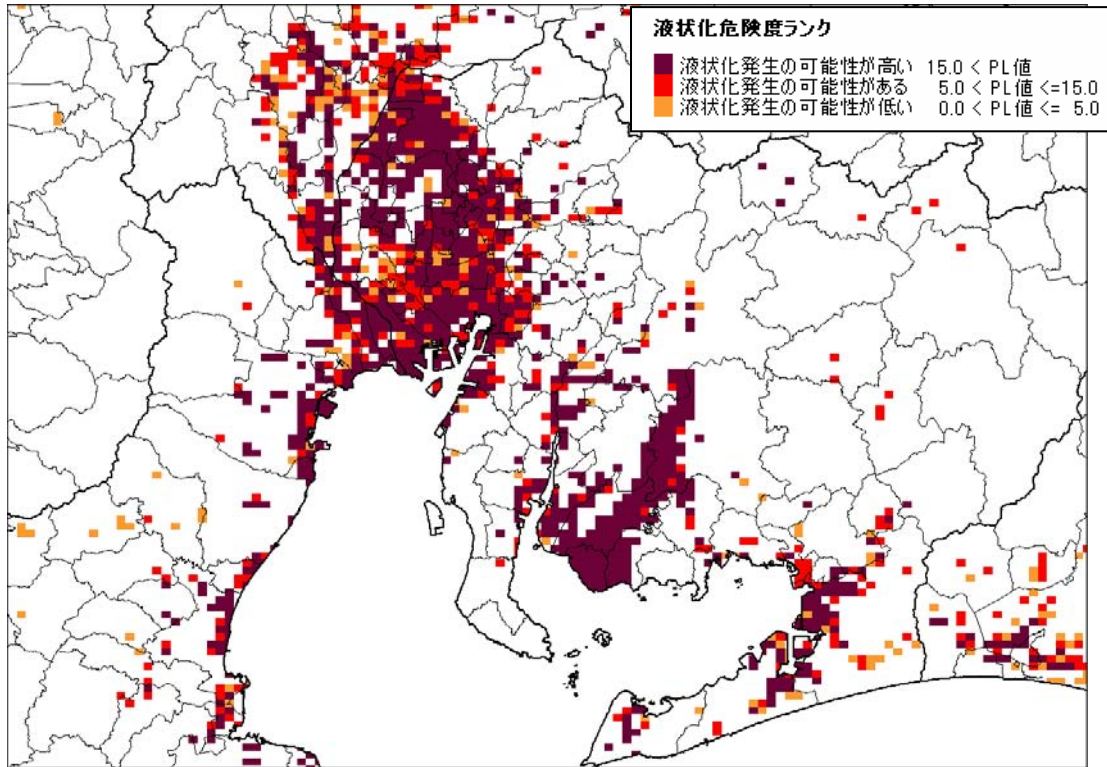 液状化危険度ランク
液状化発生の可能性が高い 15.0 < PL値
液状化発生の可能性がある 5.0 < PL値 <=15.0
液状化発生の可能性が低い 0.0 < PL値 <= 5.0